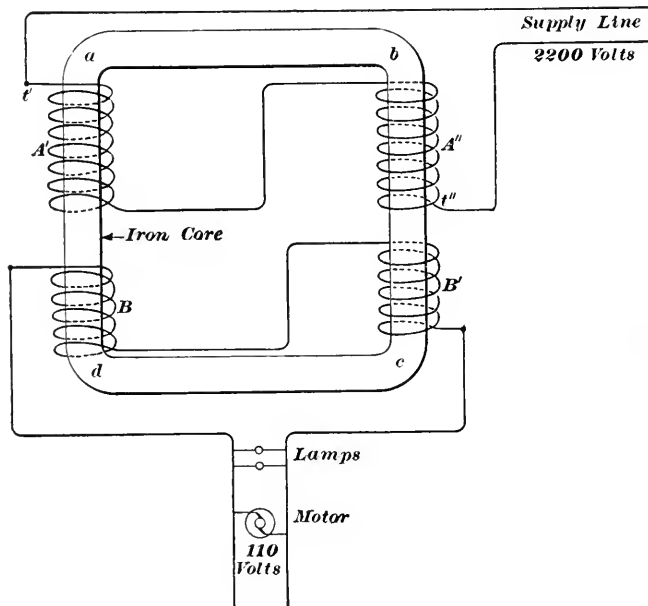 Supply Line
2200 Volts
a
b
t'
A'
A"
t"
Iron Core
B
B'
d
c
Lamps
Motor
110
Volts